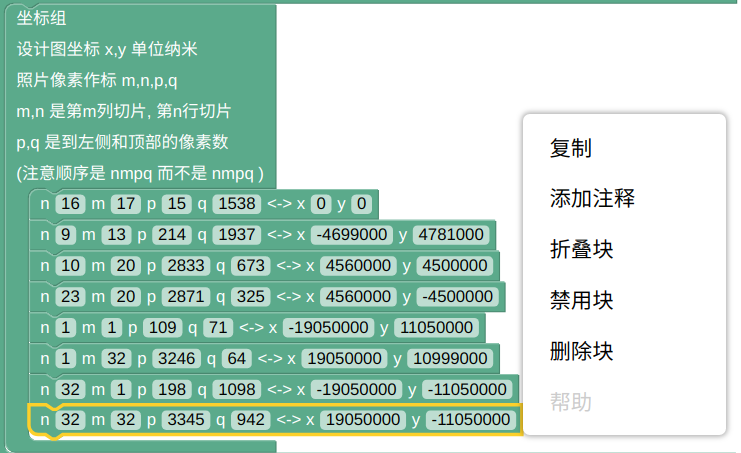 坐标组
设计图坐标 x,y 单位纳米
照片像素作标 m,n,p,q
m,n 是第m列切片, 第n行切片
p,q 是到左侧和顶部的像素数
(注意顺序是 nmpq 而不是 nmpq )
n 16 m 17 p 15 q 1538 <-> x 0 y 0
n 9 m 13 p 214 q 1937 <-> x -4699000 y 4781000
n 10 m 20 p 2833 q 673 <-> x 4560000 y 4500000
n 23 m 20 p 2871 q 325 <-> x 4560000 y -4500000
n 1 m 1 p 109 q 71 <-> x -19050000 y 11050000
n 1 m 32 p 3246 q 64 <-> x 19050000 y 10999000
n 32 m 1 p 198 q 1098 <-> x -19050000 y -11050000
n 32 m 32 p 3345 q 942 <-> x 19050000 y -11050000
复制
添加注释
折叠块
禁用块
删除块
帮助